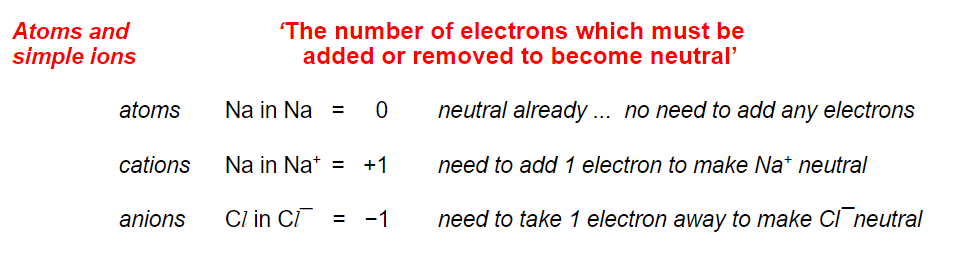 Atoms and ‘The number of electrons which must be
simple ions added or removed to become neutral’
atoms Na in Na = 0 neutral already ... no need to add any electrons
cations Na in Na⁺ = +1 need to add 1 electron to make Na⁺ neutral
anions Cl in Cl⁻ = −1 need to take 1 electron away to make Cl⁻ neutral